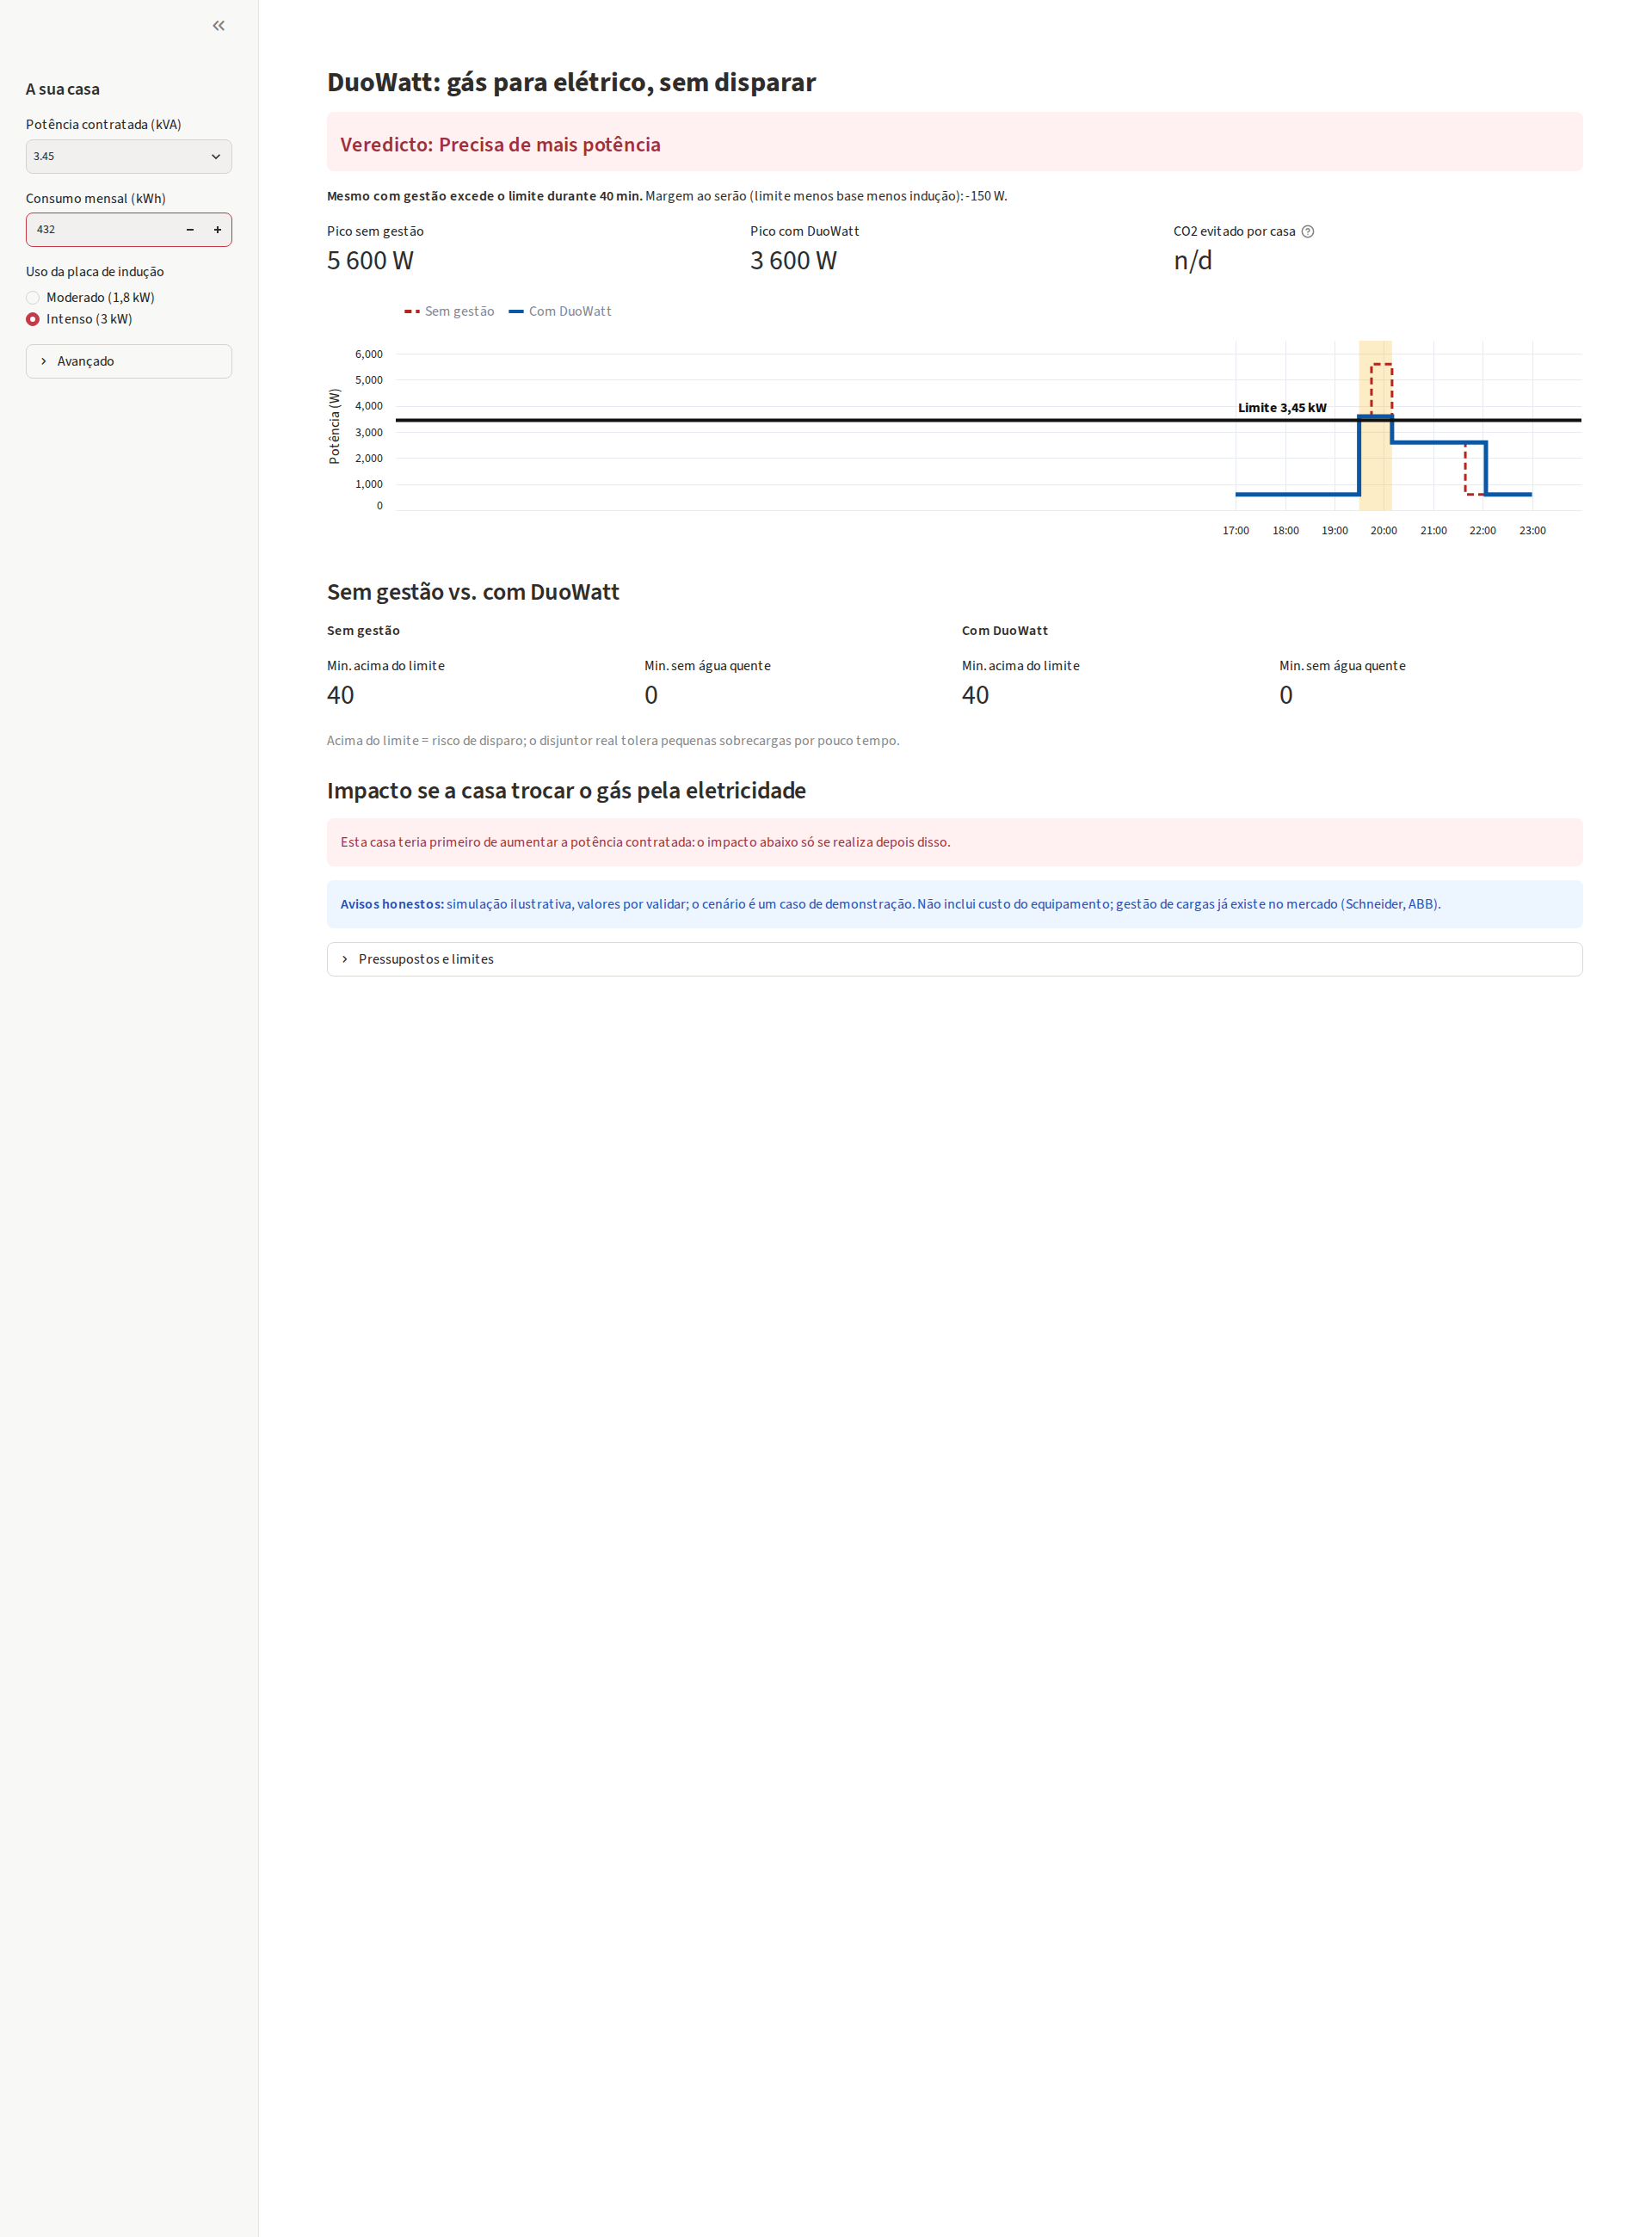 A sua casa
Potência contratada (kVA)
3.45
Consumo mensal (kWh)
432
Uso da placa de indução
Moderado (1,8 kW)
Intenso (3 kW)
Avançado
DuoWatt: gás para elétrico, sem disparar
Veredicto: Precisa de mais potência
Mesmo com gestão excede o limite durante 40 min. Margem ao serão (limite menos base menos indução): -150 W.
Pico sem gestão
5 600 W
Pico com DuoWatt
3 600 W
CO2 evitado por casa
n/d
Sem gestão Com DuoWatt
Potência (W)
6,000
5,000
4,000
3,000
2,000
1,000
0
Limite 3,45 kW
17:00 18:00 19:00 20:00 21:00 22:00 23:00
Sem gestão vs. com DuoWatt
Sem gestão
Com DuoWatt
Min. acima do limite
40
Min. sem água quente
0
Min. acima do limite
40
Min. sem água quente
0
Acima do limite = risco de disparo; o disjuntor real tolera pequenas sobrecargas por pouco tempo.
Impacto se a casa trocar o gás pela eletricidade
Esta casa teria primeiro de aumentar a potência contratada: o impacto abaixo só se realiza depois disso.
Avisos honestos: simulação ilustrativa, valores por validar; o cenário é um caso de demonstração. Não inclui custo do equipamento; gestão de cargas já existe no mercado (Schneider, ABB).
Pressupostos e limites